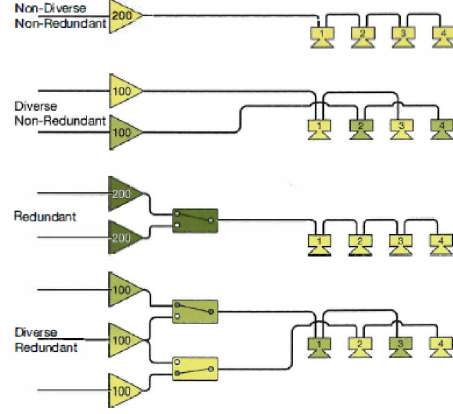 Non-Diverse
Non-Redundant
200
1 2 3 4
100
Diverse
Non-Redundant
100
1 2 3 4
200
Redundant
200
1 2 3 4
100
Diverse
Redundant
100
1 2 3 4
100